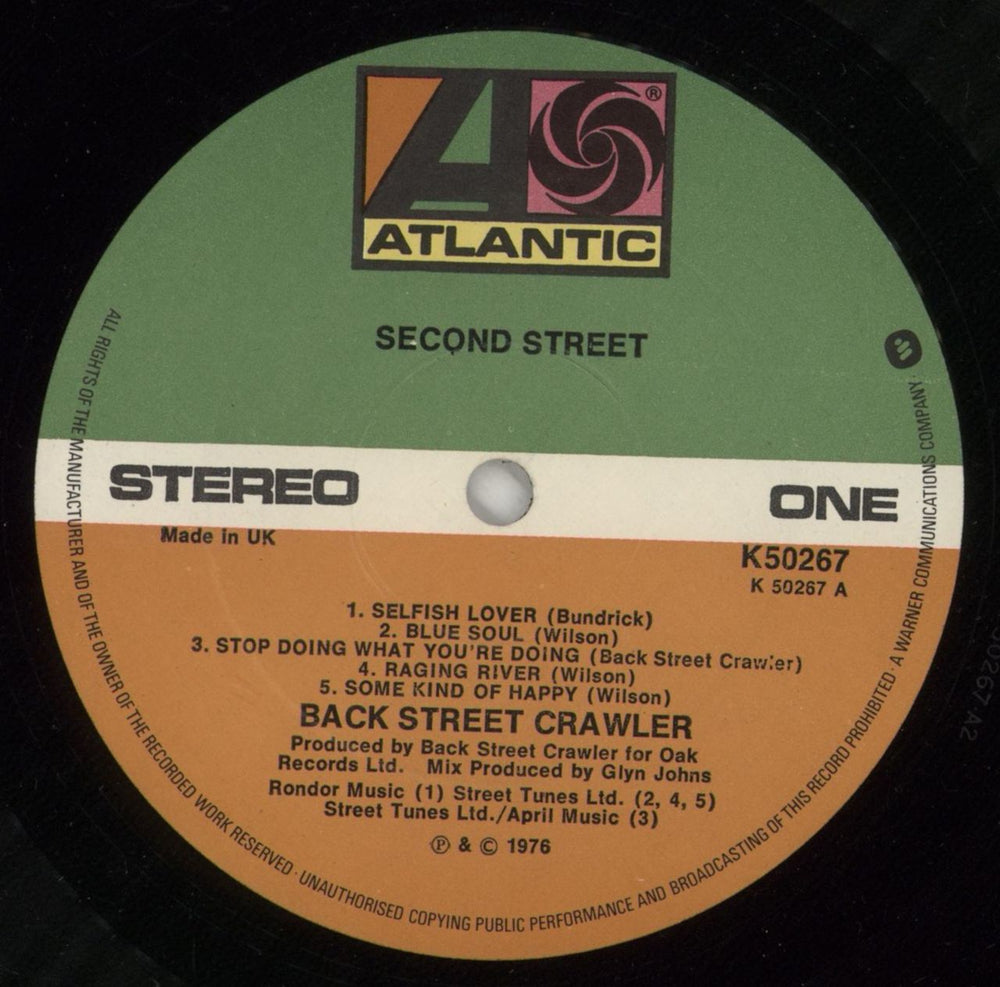 ®
ATLANTIC
SECOND STREET
STEREO
ONE
Made in UK
K50267
K 50267 A
1. SELFISH LOVER (Bundrick)
2. BLUE SOUL (Wilson)
3. STOP DOING WHAT YOU'RE DOING (Back Street Crawler)
4. RAGING RIVER (Wilson)
5. SOME KIND OF HAPPY (Wilson)
BACK STREET CRAWLER
Produced by Back Street Crawler for Oak
Records Ltd. Mix Produced by Glyn Johns
Rondor Music (1) Street Tunes Ltd. (2, 4, 5)
Street Tunes Ltd./April Music (3)
℗ & © 1976
ALL RIGHTS OF THE MANUFACTURER AND OF THE OWNER OF THE RECORDED WORK RESERVED · UNAUTHORISED COPYING PUBLIC PERFORMANCE AND BROADCASTING OF THIS RECORD PROHIBITED · A WARNER COMMUNICATIONS COMPANY ·